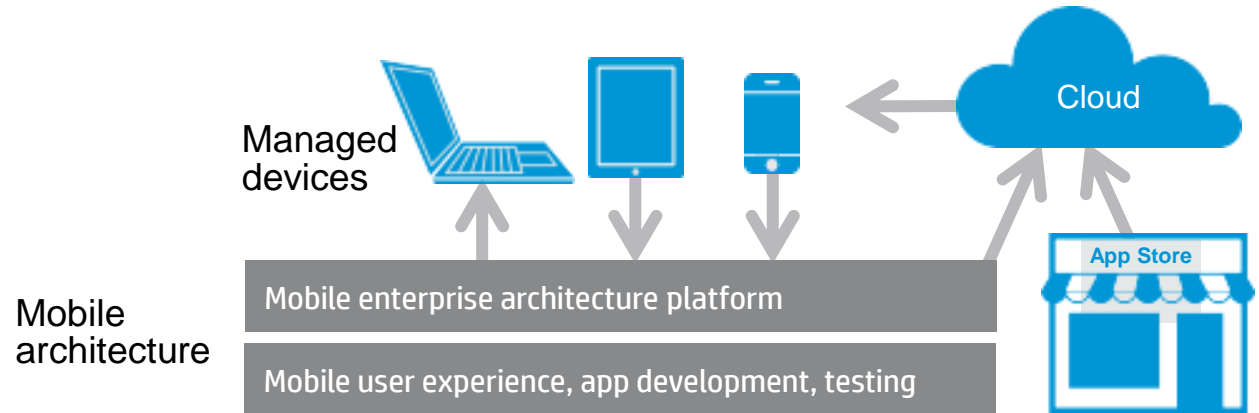 Cloud
Managed
devices
App Store
Mobile enterprise architecture platform
Mobile
architecture
Mobile user experience, app development, testing